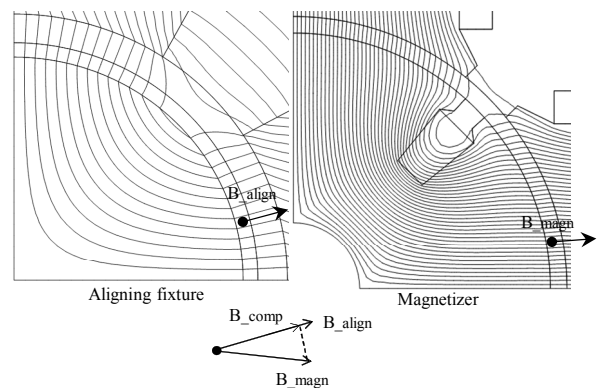 B_align
B_magn
Aligning fixture
Magnetizer
B_comp
B_align
B_magn